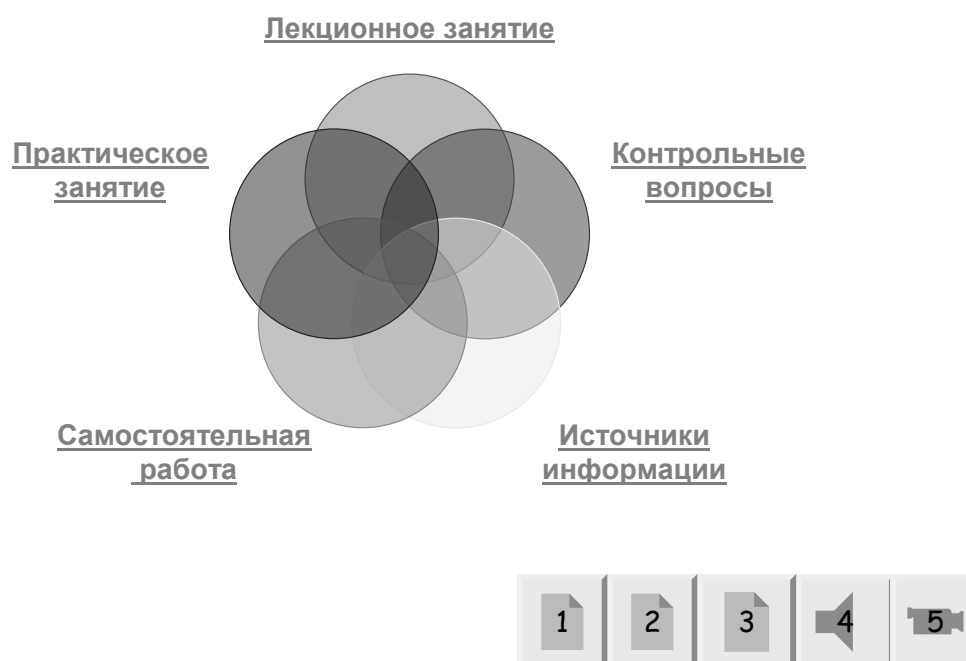 Лекционное занятие
Практическое
занятие
Контрольные
вопросы
Самостоятельная
работа
Источники
информации
1 2 3 4 5